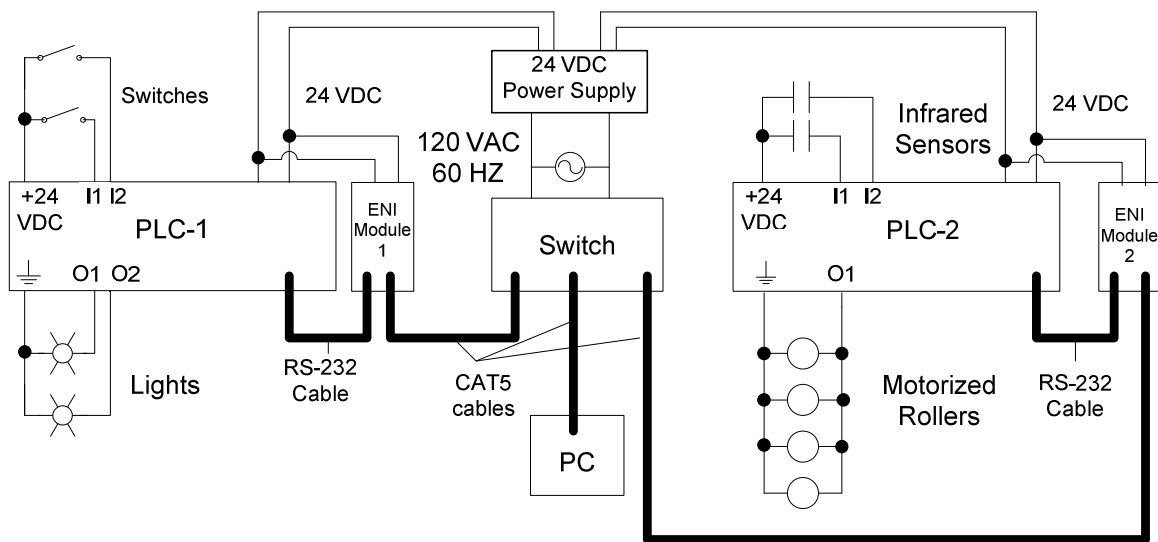 24 VDC
Power Supply
Switches
24 VDC
120 VAC
60 HZ
Infrared
Sensors
24 VDC
+24
VDC
I1 I2
PLC-1
O1 O2
ENI
Module
1
Switch
+24
VDC
I1 I2
PLC-2
O1
ENI
Module
2
Lights
RS-232
Cable
CAT5
cables
PC
Motorized
Rollers
RS-232
Cable